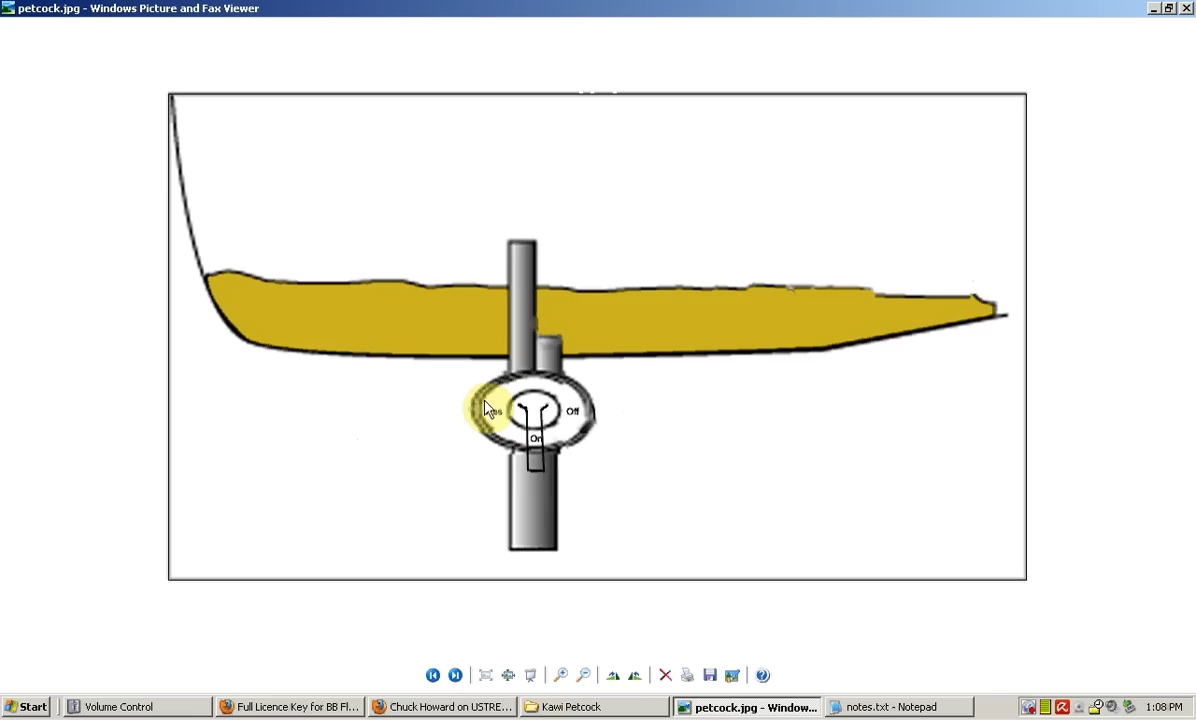 petcock.jpg - Windows Picture and Fax Viewer
Off
On
Start
Volume Control
Full Licence Key for BB Fl...
Chuck Howard on USTRE...
Kawi Petcock
petcock.jpg - Window...
notes.txt - Notepad
1:08 PM